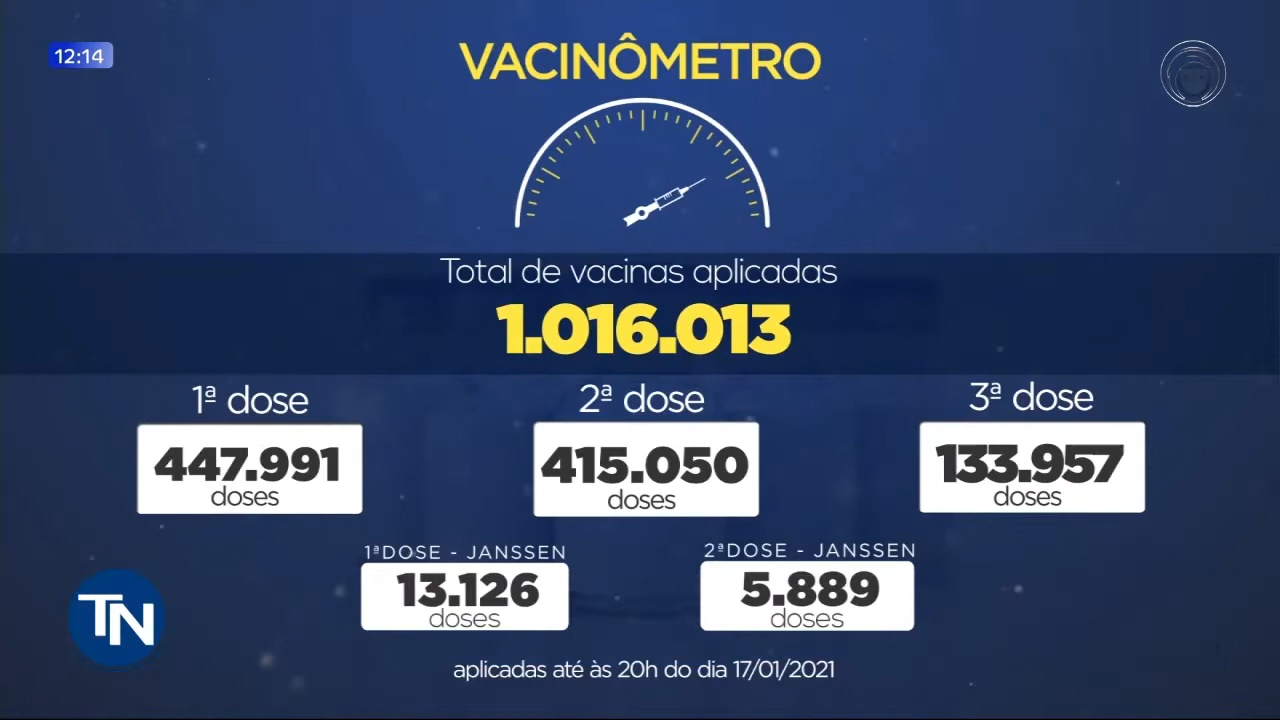 12:14
VACINÔMETRO
Total de vacinas aplicadas
1.016.013
1ª dose
447.991
doses
2ª dose
415.050
doses
3ª dose
133.957
doses
1ªDOSE - JANSSEN
13.126
doses
2ªDOSE - JANSSEN
5.889
doses
TN
aplicadas até às 20h do dia 17/01/2021